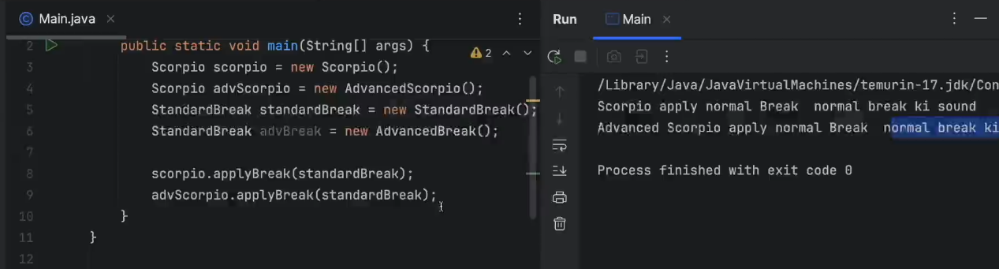 Main.java
2 public static void main(String[] args) {
2
3 Scorpio scorpio = new Scorpio();
4 Scorpio advScorpio = new AdvancedScorpio();
5 StandardBreak standardBreak = new StandardBreak();
6 StandardBreak advBreak = new AdvancedBreak();
7
8 scorpio.applyBreak(standardBreak);
9 advScorpio.applyBreak(standardBreak);
10 }
11 }
12
Run Main
/Library/Java/JavaVirtualMachines/temurin-17.jdk/Con
Scorpio apply normal Break  normal break ki sound
Advanced Scorpio apply normal Break  normal break ki
Process finished with exit code 0